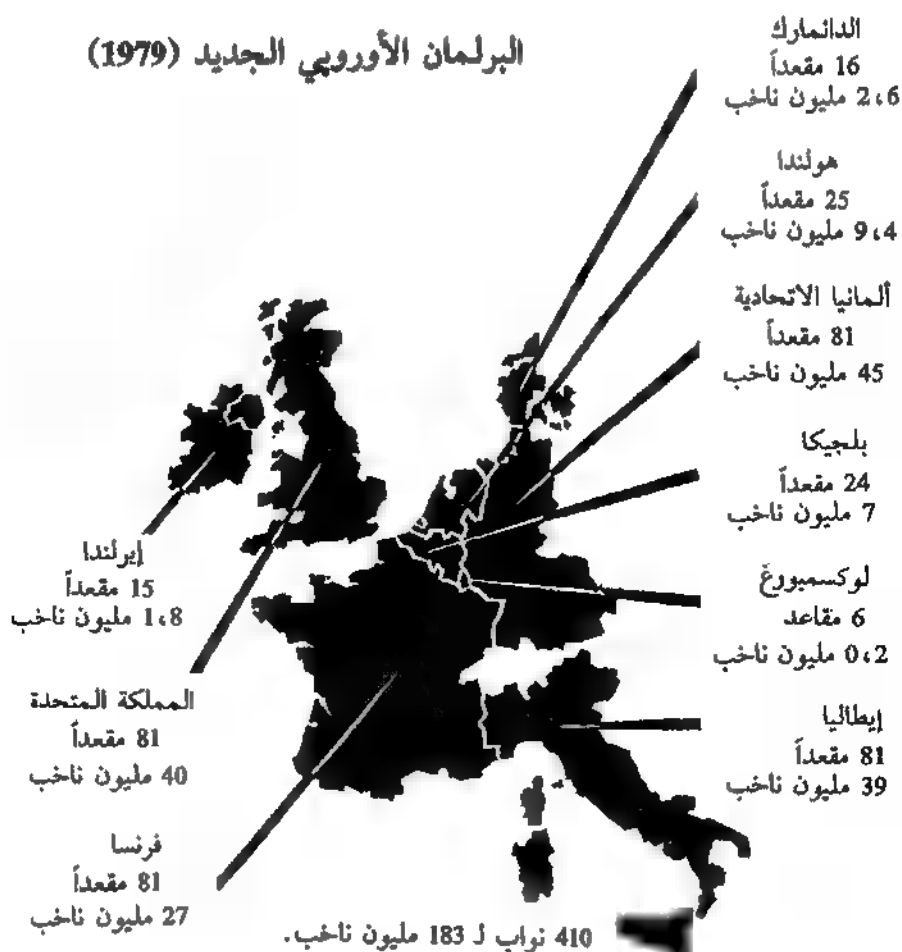 البرلمان الأوروبي الجديد (1979)
الدانمارك
16 مقعداً
2،6 مليون ناخب
هولندا
25 مقعداً
9،4 مليون ناخب
ألمانيا الاتحادية
81 مقعداً
45 مليون ناخب
بلجيكا
24 مقعداً
7 مليون ناخب
لوكسمبورغ
6 مقاعد
0،2 مليون ناخب
إيطاليا
81 مقعداً
39 مليون ناخب
إيرلندا
15 مقعداً
1،8 مليون ناخب
المملكة المتحدة
81 مقعداً
40 مليون ناخب
فرنسا
81 مقعداً
27 مليون ناخب
410 نواب لـ 183 مليون ناخب.